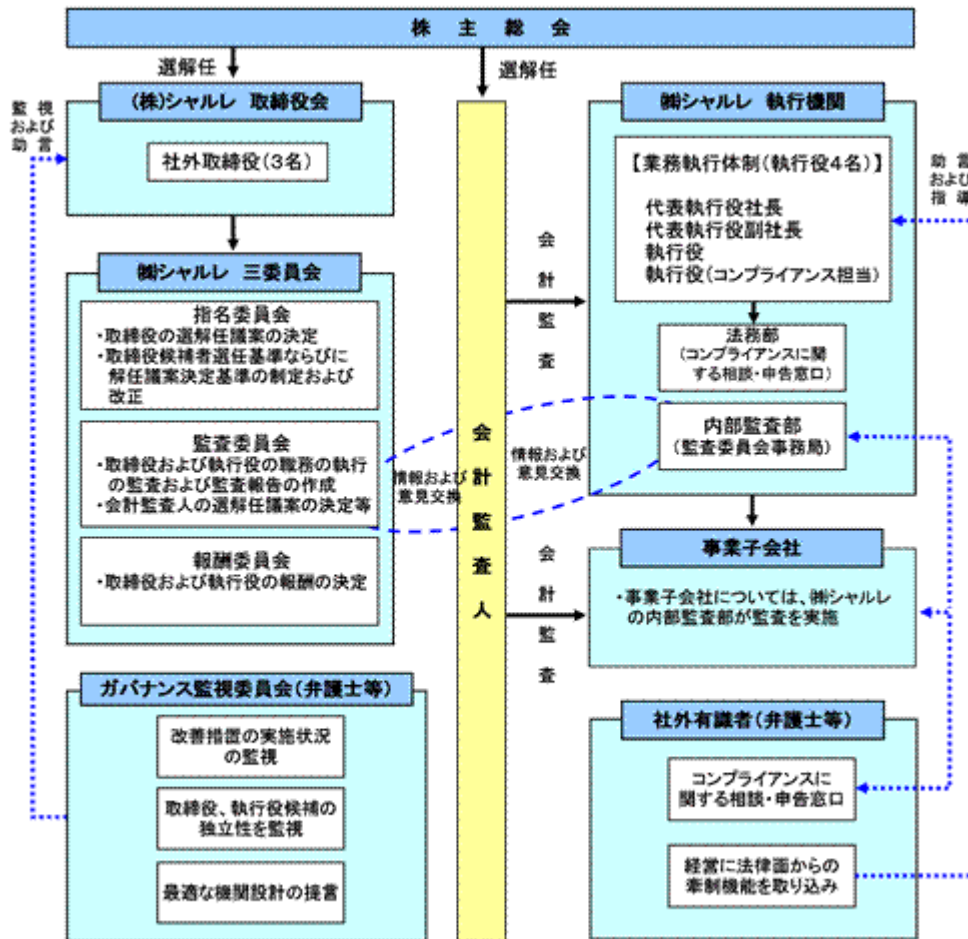 株主総会
選解任
選解任
監視
および
助言
(株)シャルレ 取締役会
社外取締役(3名)
㈱シャルレ 三委員会
指名委員会
・取締役の選解任議案の決定
・取締役候補者選任基準ならびに
解任議案決定基準の制定および
改正
監査委員会
・取締役および執行役の職務の執行
の監査および監査報告の作成
・会計監査人の選解任議案の決定等
報酬委員会
・取締役および執行役の報酬の決定
ガバナンス監視委員会(弁護士等)
改善措置の実施状況
の監視
取締役、執行役候補の
独立性を監視
最適な機関設計の提言
情報および
意見交換
会計監査人
会計監査
情報および
意見交換
会計監査
㈱シャルレ 執行機関
【業務執行体制(執行役4名)】
代表執行役社長
代表執行役副社長
執行役
執行役(コンプライアンス担当)
法務部
(コンプライアンスに関
する相談・申告窓口)
内部監査部
(監査委員会事務局)
事業子会社
・事業子会社については、㈱シャルレ
の内部監査部が監査を実施
社外有識者(弁護士等)
コンプライアンスに
関する相談・申告窓口
経営に法律面からの
牽制機能を取り込み
助言
および
指導